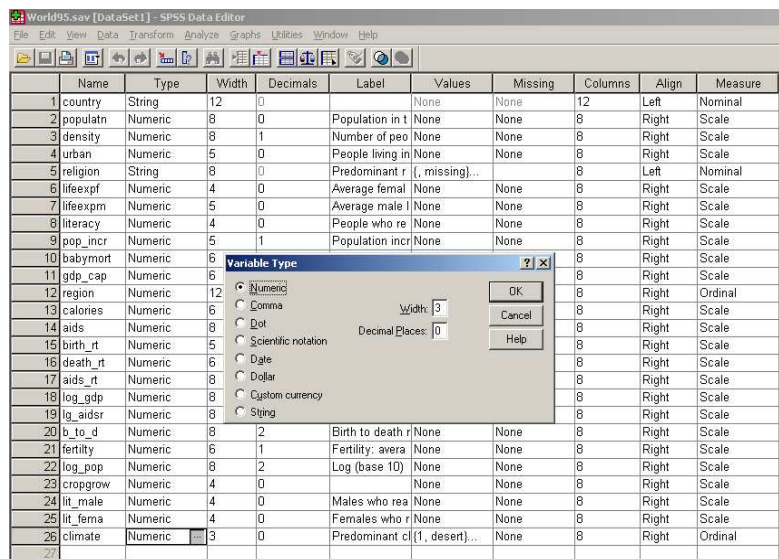 World95.sav [DataSet1] - SPSS Data Editor
File Edit View Data Transform Analyze Graphs Utilities Window Help
Name Type Width Decimals Label Values Missing Columns Align Measure
1 country String 12 0 None None 12 Left Nominal
2 populatn Numeric 8 0 Population in t None None 8 Right Scale
3 density Numeric 8 1 Number of peo None None 8 Right Scale
4 urban Numeric 5 0 People living in None None 8 Right Scale
5 religion String 8 0 Predominant r {, missing}... 8 Left Nominal
6 lifeexpf Numeric 4 0 Average femal None None 8 Right Scale
7 lifeexpm Numeric 5 0 Average male l None None 8 Right Scale
8 literacy Numeric 4 0 People who re None None 8 Right Scale
9 pop_incr Numeric 5 1 Population incr None None 8 Right Scale
10 babymort Numeric 6 8 Right Scale
11 gdp_cap Numeric 6 8 Right Scale
12 region Numeric 12 8 Right Ordinal
13 calories Numeric 6 8 Right Scale
14 aids Numeric 8 8 Right Scale
15 birth_rt Numeric 5 8 Right Scale
16 death_rt Numeric 6 8 Right Scale
17 aids_rt Numeric 8 8 Right Scale
18 log_gdp Numeric 8 8 Right Scale
19 lg_aidsr Numeric 8 8 Right Scale
20 b_to_d Numeric 8 2 Birth to death r None None 8 Right Scale
21 fertilty Numeric 6 1 Fertility: avera None None 8 Right Scale
22 log_pop Numeric 8 2 Log (base 10) None None 8 Right Scale
23 cropgrow Numeric 4 0 None None 8 Right Scale
24 lit_male Numeric 4 0 Males who rea None None 8 Right Scale
25 lit_fema Numeric 4 0 Females who r None None 8 Right Scale
26 climate Numeric ... 3 0 Predominant cl {1, desert}... None 8 Right Ordinal
27
Variable Type
Numeric
Comma
Dot
Scientific notation
Date
Dollar
Custom currency
String
Width: 3
Decimal Places: 0
OK
Cancel
Help